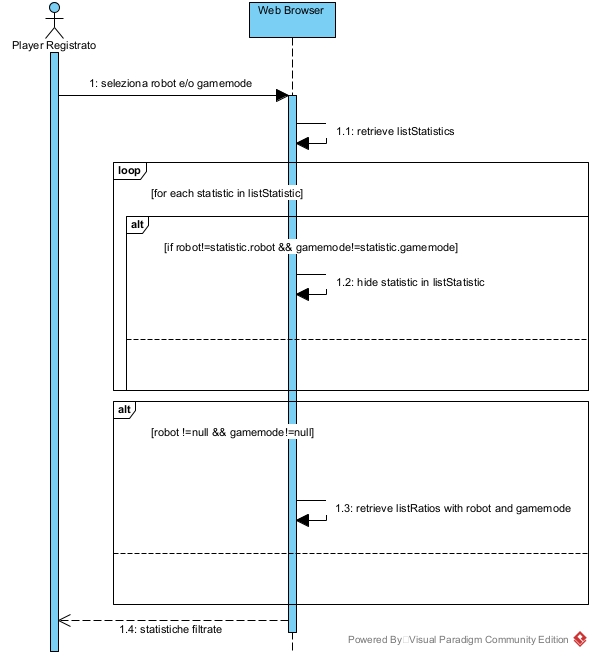 Web Browser
Player Registrato
1: seleziona robot e/o gamemode
1.1: retrieve listStatistics
loop
[for each statistic in listStatistic]
alt
[if robot!=statistic.robot && gamemode!=statistic.gamemode]
1.2: hide statistic in listStatistic
alt
[robot !=null && gamemode!=null]
1.3: retrieve listRatios with robot and gamemode
1.4: statistiche filtrate
Powered By Visual Paradigm Community Edition